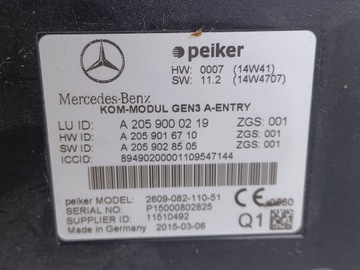 peiker
HW: 0007 (14W41)
SW: 11.2 (14W4707)
Mercedes-Benz
KOM-MODUL GEN3 A-ENTRY
LU ID: A 205 900 02 19 ZGS: 001
HW ID: A 205 901 67 10 ZGS: 001
SW ID: A 205 902 85 05 ZGS: 001
ICCID: 89490200001109547144
peiker MODEL: 2609-082-110-51
SERIAL NO: P15000802825
SUPPLIER ID: 11510492
Made in Germany 2015-03-06
CE 0560
Q1